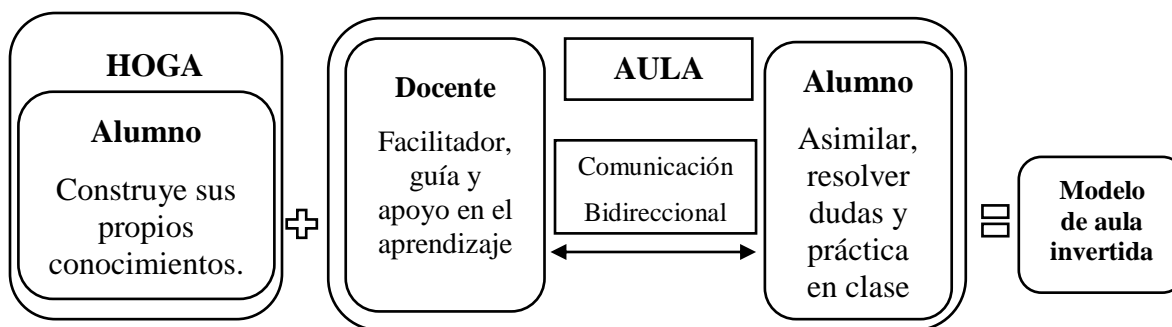 HOGA
Alumno
Construye sus
propios
conocimientos.
Docente
Facilitador,
guía y
apoyo en el
aprendizaje
AULA
Comunicación
Bidireccional
Alumno
Asimilar,
resolver
dudas y
práctica
en clase
Modelo
de aula
invertida